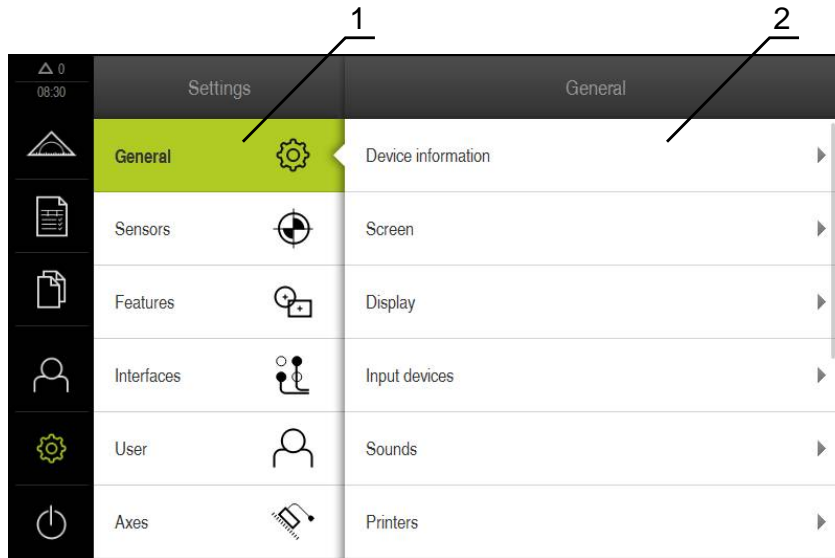 1 2
0
08:30
Settings
General
General
Device information
Sensors
Screen
Features
Display
Interfaces
Input devices
User
Sounds
Axes
Printers